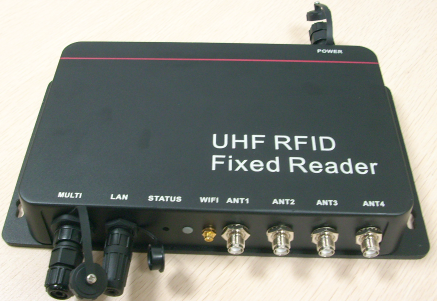 POWER
UHF RFID
Fixed Reader
MULTI LAN STATUS WIFI ANT1 ANT2 ANT3 ANT4